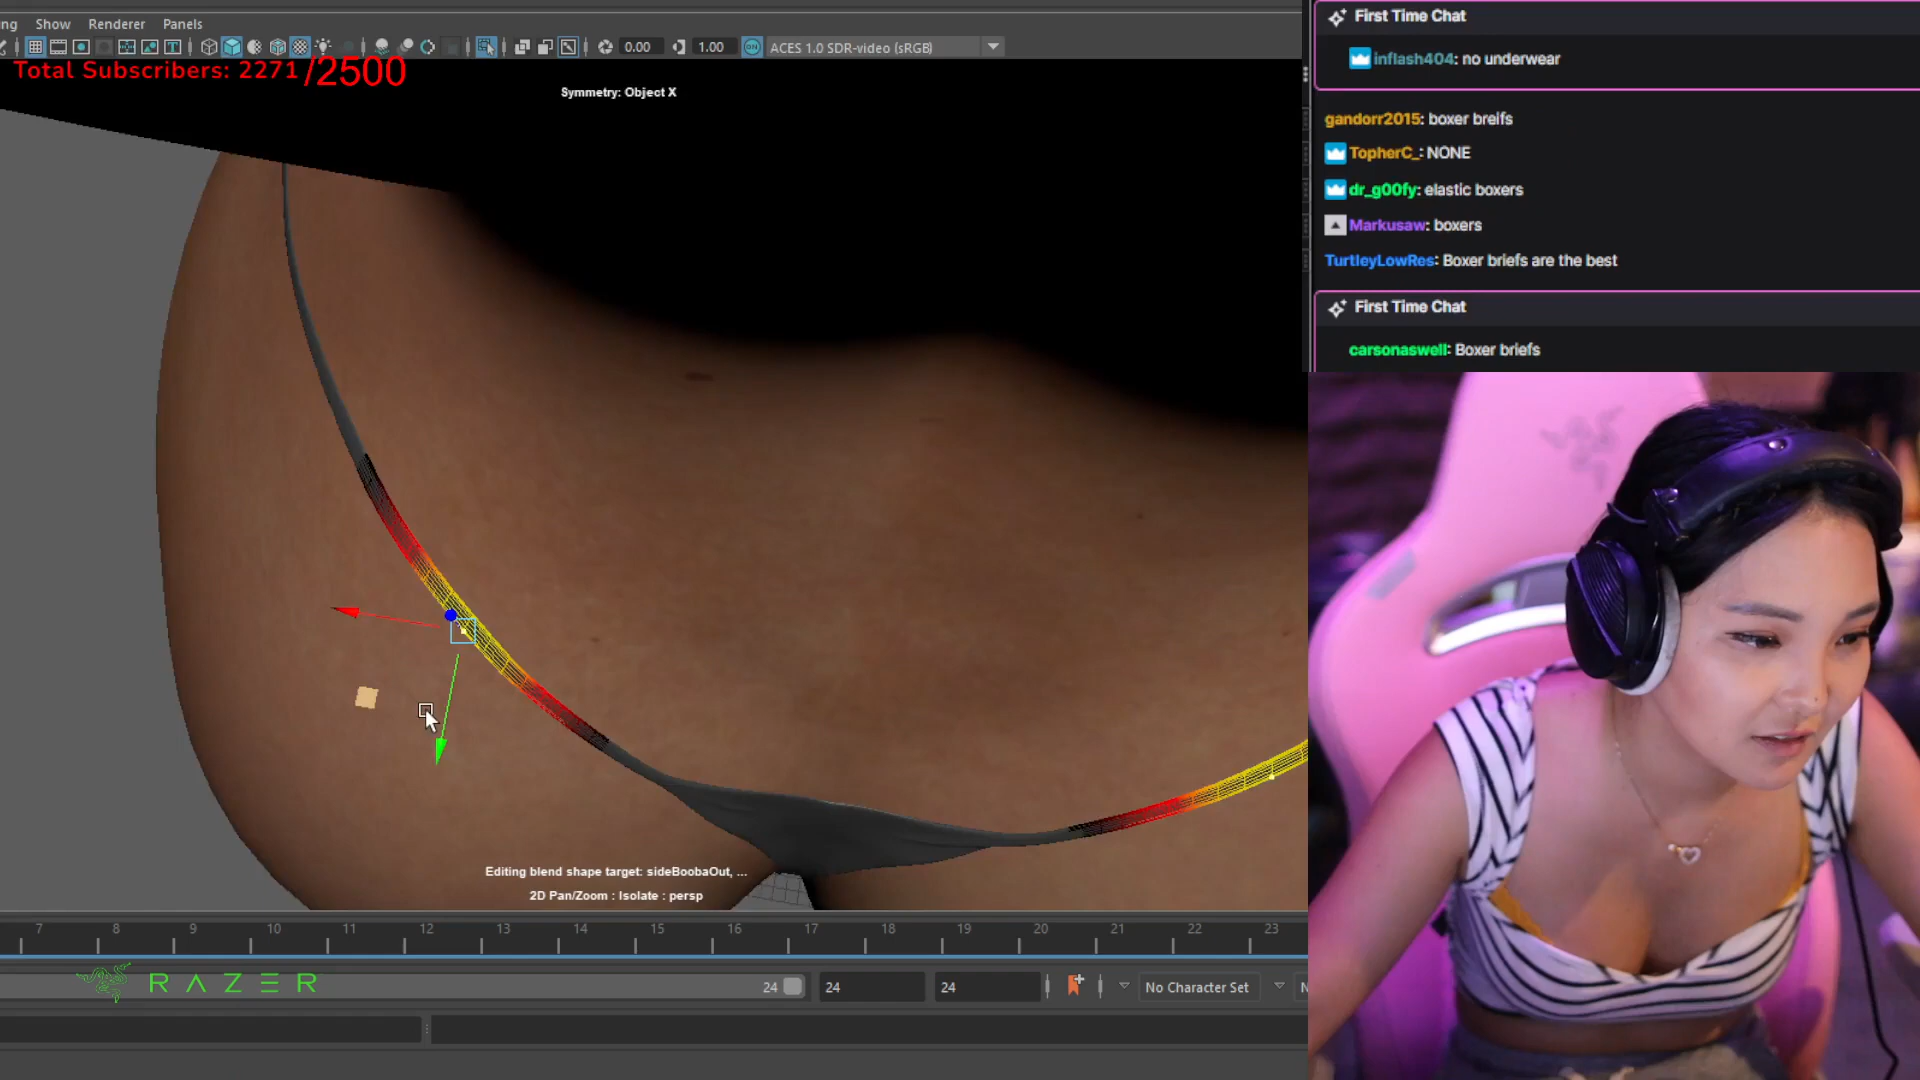 ng Show Renderer Panels
0.00 1.00 ON ACES 1.0 SDR-video (sRGB)
Total Subscribers: 2271/2500
Symmetry: Object X
Editing blend shape target: sideBoobaOut, ...
2D Pan/Zoom : Isolate : persp
7 8 9 10 11 12 13 14 15 16 17 18 19 20 21 22 23
RAZER
24 24 24 No Character Set N
First Time Chat
inflash404: no underwear
gandorr2015: boxer breifs
TopherC_: NONE
dr_g00fy: elastic boxers
Markusaw: boxers
TurtleyLowRes: Boxer briefs are the best
First Time Chat
carsonaswell: Boxer briefs